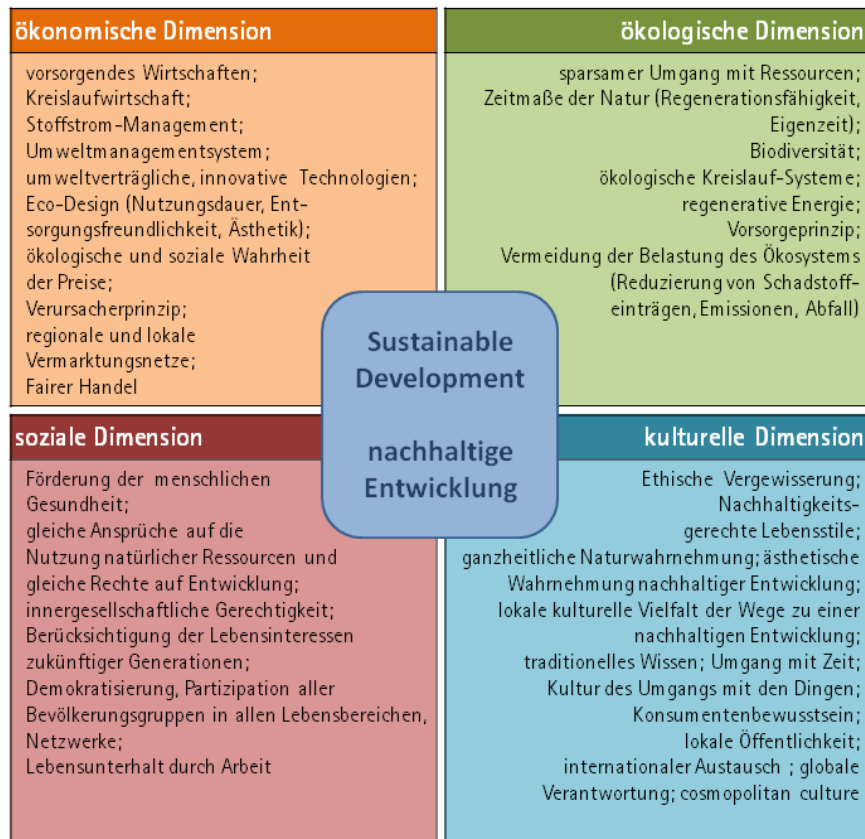 ökonomische Dimension
vorsorgendes Wirtschaften;
Kreislaufwirtschaft;
Stoffstrom-Management;
Umweltmanagementsystem;
umweltverträgliche, innovative Technologien;
Eco-Design (Nutzungsdauer, Ent-
sorgungsfreundlichkeit, Ästhetik);
ökologische und soziale Wahrheit
der Preise;
Verursacherprinzip;
regionale und lokale
Vermarktungsnetze;
Fairer Handel
ökologische Dimension
sparsamer Umgang mit Ressourcen;
Zeitmaße der Natur (Regenerationsfähigkeit,
Eigenzeit);
Biodiversität;
ökologische Kreislauf-Systeme;
regenerative Energie;
Vorsorgeprinzip;
Vermeidung der Belastung des Ökosystems
(Reduzierung von Schadstoff-
einträgen, Emissionen, Abfall)
Sustainable
Development
nachhaltige
Entwicklung
soziale Dimension
Förderung der menschlichen
Gesundheit;
gleiche Ansprüche auf die
Nutzung natürlicher Ressourcen und
gleiche Rechte auf Entwicklung;
innergesellschaftliche Gerechtigkeit;
Berücksichtigung der Lebensinteressen
zukünftiger Generationen;
Demokratisierung, Partizipation aller
Bevölkerungsgruppen in allen Lebensbereichen,
Netzwerke;
Lebensunterhalt durch Arbeit
kulturelle Dimension
Ethische Vergewisserung;
Nachhaltigkeits-
gerechte Lebensstile;
ganzheitliche Naturwahrnehmung; ästhetische
Wahrnehmung nachhaltiger Entwicklung;
lokale kulturelle Vielfalt der Wege zu einer
nachhaltigen Entwicklung;
traditionelles Wissen; Umgang mit Zeit;
Kultur des Umgangs mit den Dingen;
Konsumentenbewusstsein;
lokale Öffentlichkeit;
internationaler Austausch ; globale
Verantwortung; cosmopolitan culture